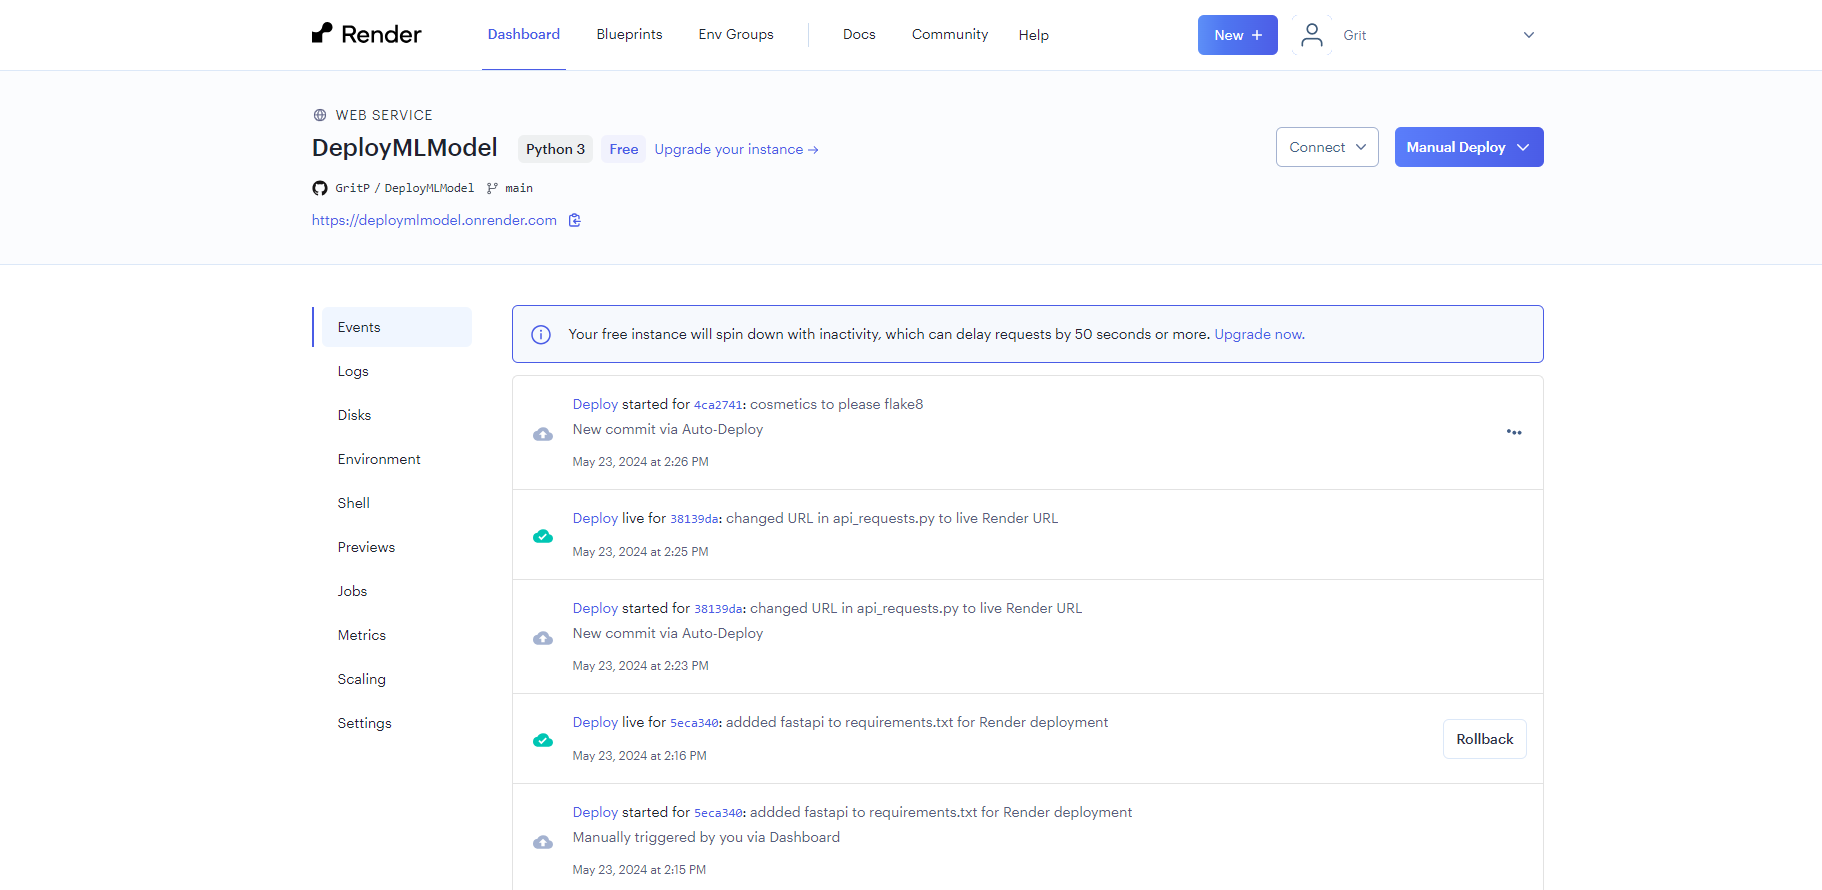 Render
Dashboard
Blueprints
Env Groups
Docs
Community
Help
New +
Grit
WEB SERVICE
DeployMLModel
Python 3
Free
Upgrade your instance →
Connect
Manual Deploy
GritP / DeployMLModel
main
https://deploymlmodel.onrender.com
Events
Logs
Disks
Environment
Shell
Previews
Jobs
Metrics
Scaling
Settings
Your free instance will spin down with inactivity, which can delay requests by 50 seconds or more. Upgrade now.
Deploy started for 4ca2741: cosmetics to please flake8
New commit via Auto-Deploy
May 23, 2024 at 2:26 PM
Deploy live for 38139da: changed URL in api_requests.py to live Render URL
May 23, 2024 at 2:25 PM
Deploy started for 38139da: changed URL in api_requests.py to live Render URL
New commit via Auto-Deploy
May 23, 2024 at 2:23 PM
Deploy live for 5eca340: addded fastapi to requirements.txt for Render deployment
May 23, 2024 at 2:16 PM
Rollback
Deploy started for 5eca340: addded fastapi to requirements.txt for Render deployment
Manually triggered by you via Dashboard
May 23, 2024 at 2:15 PM